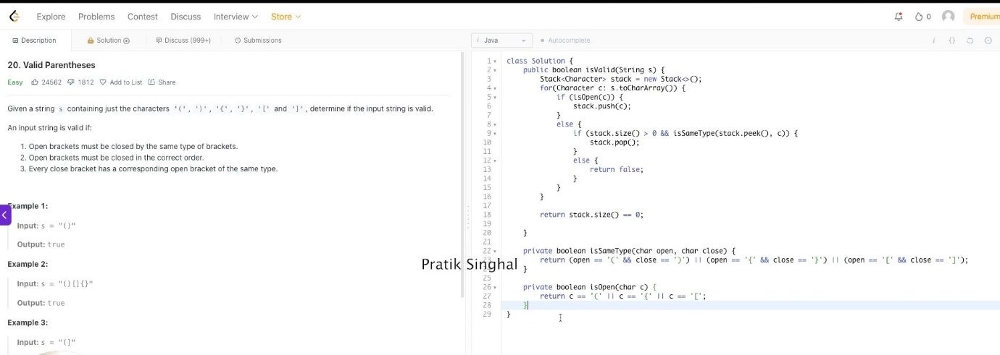 Explore Problems Contest Discuss Interview Store 0 Premium
Description Solution Discuss (999+) Submissions i Java Autocomplete i {}
20. Valid Parentheses
Easy 24562 1812 Add to List Share
Given a string s containing just the characters '(', ')', '{', '}', '[' and ']', determine if the input string is valid.
An input string is valid if:
1. Open brackets must be closed by the same type of brackets.
2. Open brackets must be closed in the correct order.
3. Every close bracket has a corresponding open bracket of the same type.
Example 1:
Input: s = "()"
Output: true
Example 2:
Input: s = "()[]{}"
Output: true
Example 3:
Input: s = "(]"
1 class Solution {
2 public boolean isValid(String s) {
3 Stack<Character> stack = new Stack<>();
4 for(Character c: s.toCharArray()) {
5 if (isOpen(c)) {
6 stack.push(c);
7 }
8 else {
9 if (stack.size() > 0 && isSameType(stack.peek(), c)) {
10 stack.pop();
11 }
12 else {
13 return false;
14 }
15 }
16 }
17
18 return stack.size() == 0;
19
20 }
21
22 private boolean isSameType(char open, char close) {
23 return (open == '(' && close == ')') || (open == '{' && close == '}') || (open == '[' && close == ']');
}
25
26 private boolean isOpen(char c) {
27 return c == '(' || c == '{' || c == '[';
28 }
29 }
Pratik Singhal